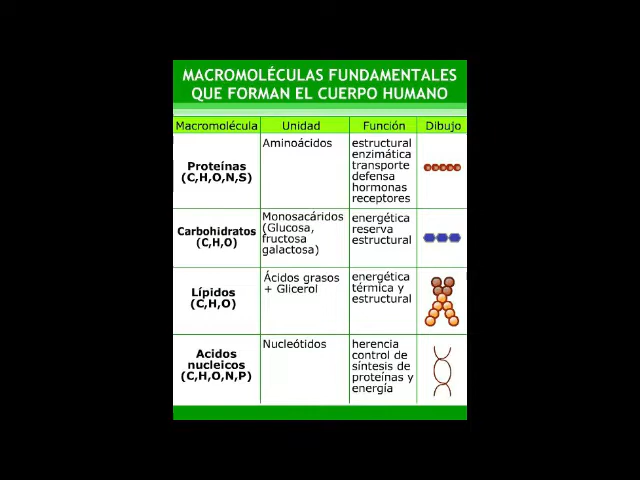 MACROMOLÉCULAS FUNDAMENTALES
QUE FORMAN EL CUERPO HUMANO
Macromolécula Unidad Función Dibujo
Proteínas
(C,H,O,N,S)
Aminoácidos
estructural
enzimática
transporte
defensa
hormonas
receptores
Carbohidratos
(C,H,O)
Monosacáridos
(Glucosa,
fructosa
galactosa)
energética
reserva
estructural
Lípidos
(C,H,O)
Ácidos grasos
+ Glicerol
energética
térmica y
estructural
Acidos
nucleicos
(C,H,O,N,P)
Nucleótidos
herencia
control de
síntesis de
proteínas y
energía